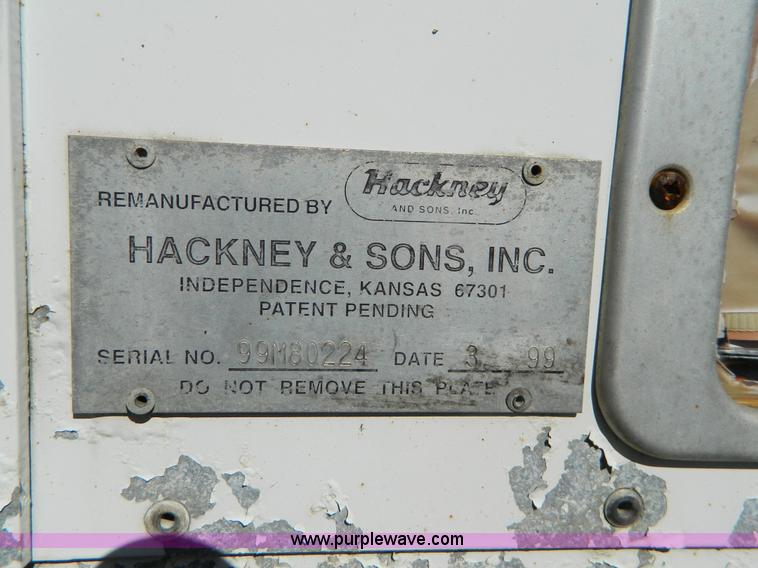 Hackney
AND SONS, Inc.
REMANUFACTURED BY
HACKNEY & SONS, INC.
INDEPENDENCE, KANSAS 67301
PATENT PENDING
SERIAL NO. 99M80224 DATE 3 99
DO NOT REMOVE THIS PLATE
www.purplewave.com